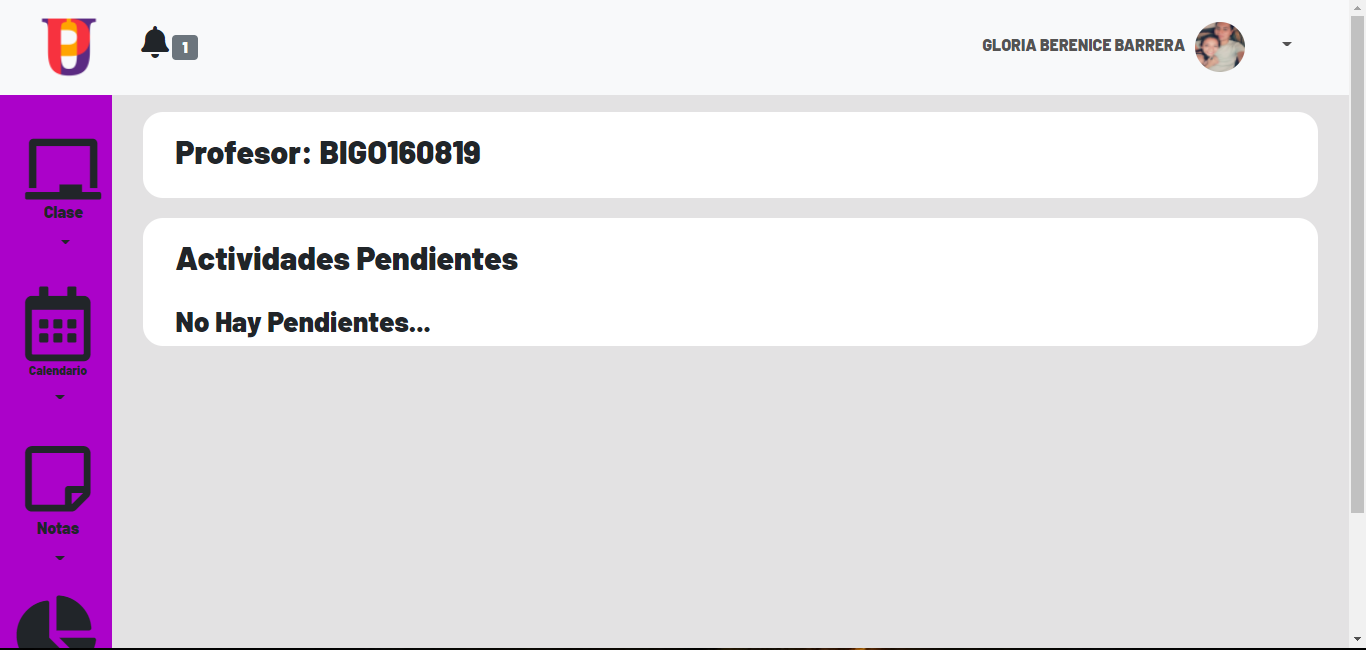 1
GLORIA BERENICE BARRERA
Profesor: BIGO160819
Actividades Pendientes
No Hay Pendientes...
Clase
Calendario
Notas